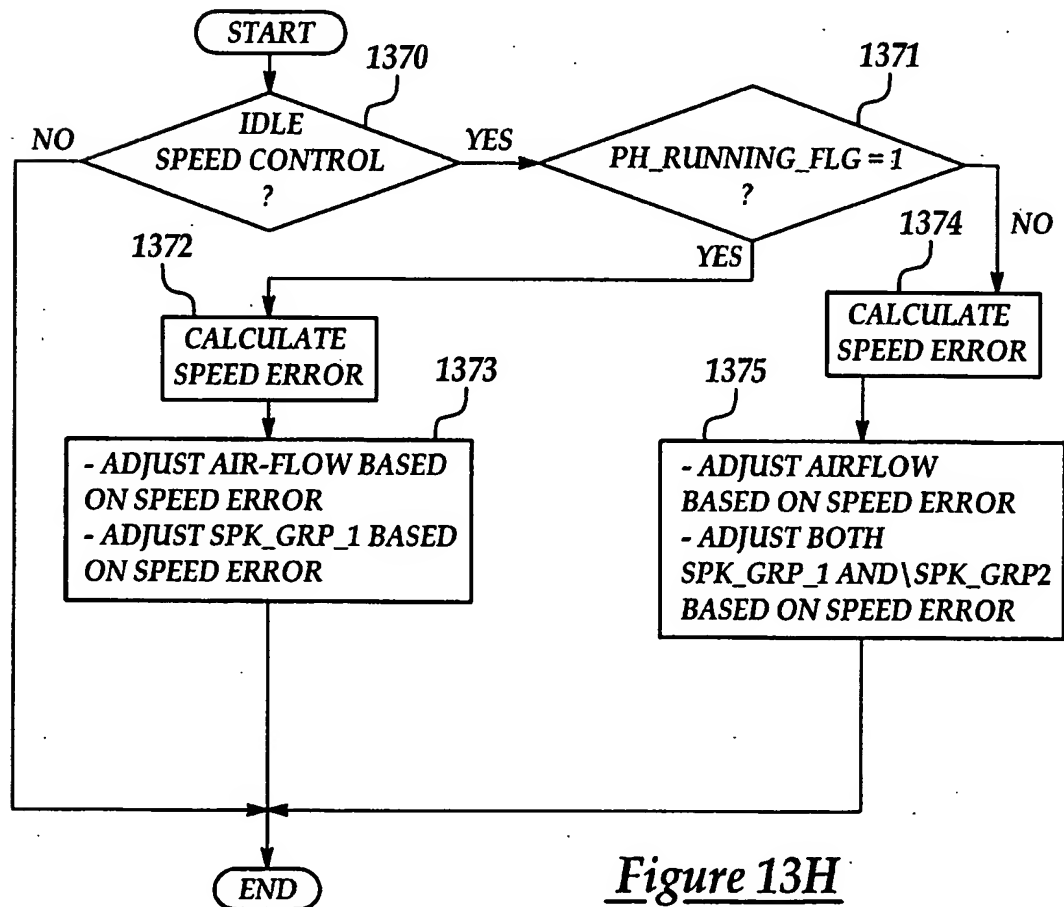 START
1370
IDLE
SPEED CONTROL
?
NO
YES
1371
PH_RUNNING_FLG = 1
?
YES
NO
1372
CALCULATE
SPEED ERROR
1374
CALCULATE
SPEED ERROR
1373
- ADJUST AIR-FLOW BASED
ON SPEED ERROR
- ADJUST SPK_GRP_1 BASED
ON SPEED ERROR
1375
- ADJUST AIRFLOW
BASED ON SPEED ERROR
- ADJUST BOTH
SPK_GRP_1 AND\SPK_GRP2
BASED ON SPEED ERROR
END
Figure 13H